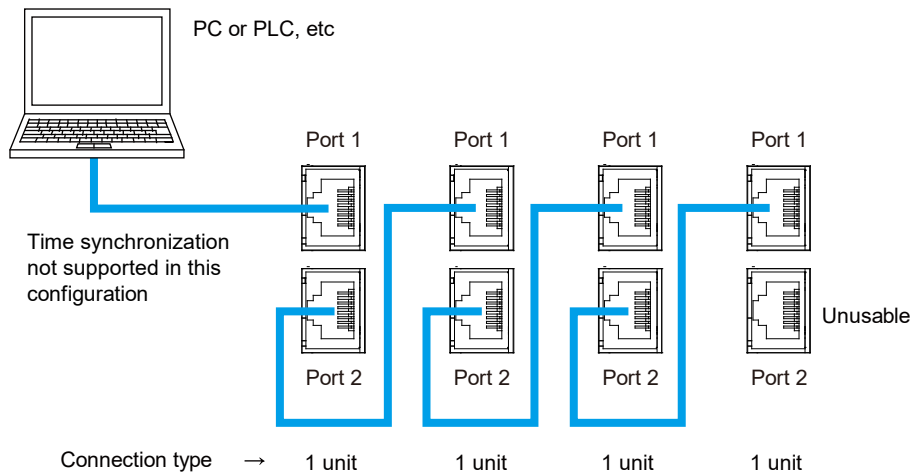 PC or PLC, etc
Port 1 Port 1 Port 1 Port 1
Time synchronization
not supported in this
configuration
Unusable
Port 2 Port 2 Port 2 Port 2
Connection type → 1 unit 1 unit 1 unit 1 unit